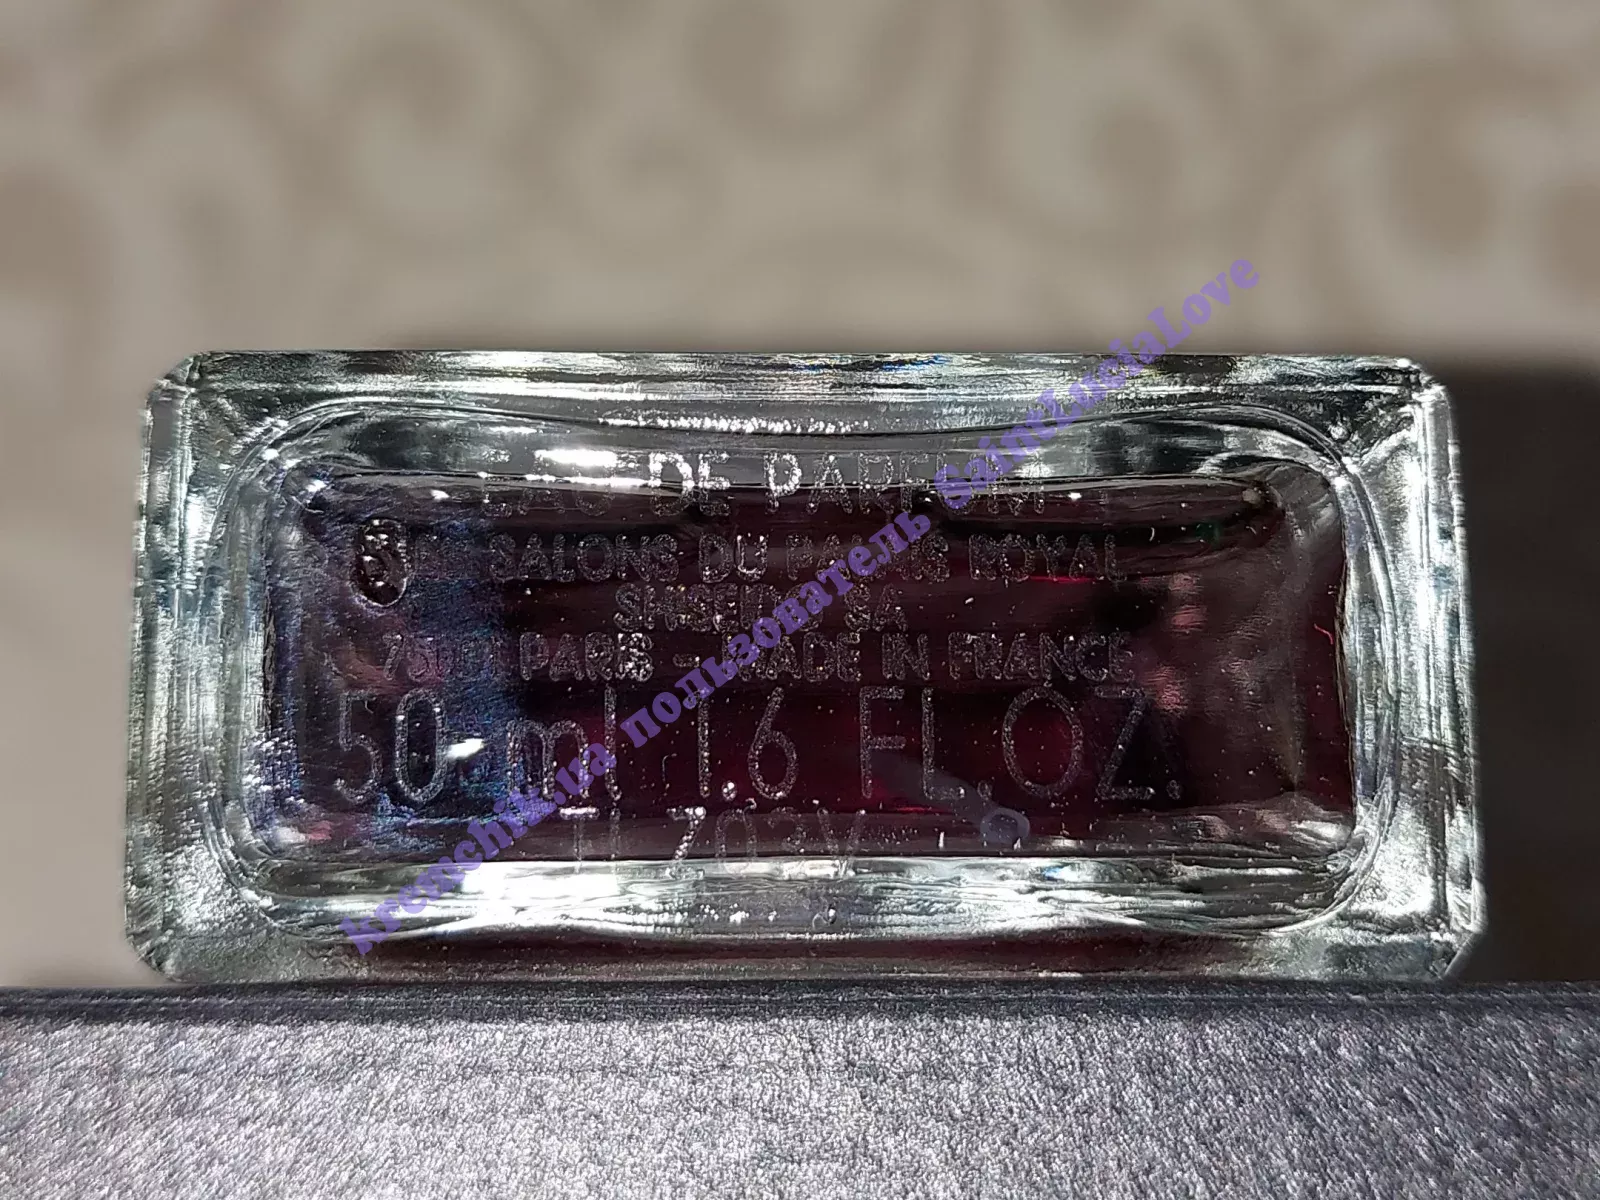 EAU DE PARFUM
SALONS DU PALAIS ROYAL
SHISEIDO SA
PARIS - MADE IN FRANCE
50 ml 1.6 FL.OZ.
kremchik.ua пользователь SaintLuciaLove